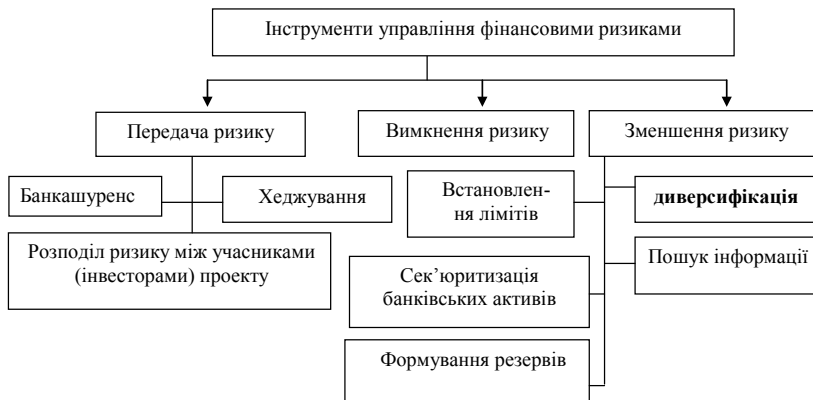 Інструменти управління фінансовими ризиками
Передача ризику
Вимкнення ризику
Зменшення ризику
Банкашуренс
Хеджування
Розподіл ризику між учасниками
(інвесторами) проекту
Встановлен-
ня лімітів
диверсифікація
Пошук інформації
Сек’юритизація
банківських активів
Формування резервів